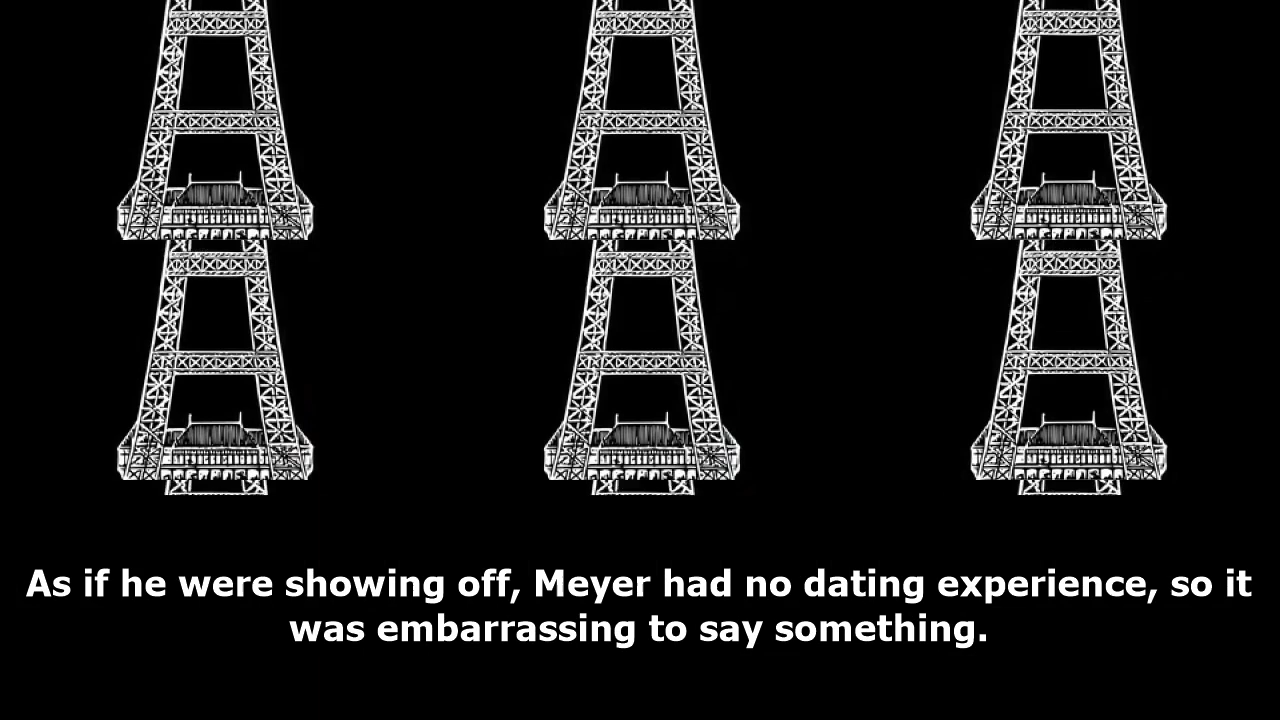 As if he were showing off, Meyer had no dating experience, so it
was embarrassing to say something.